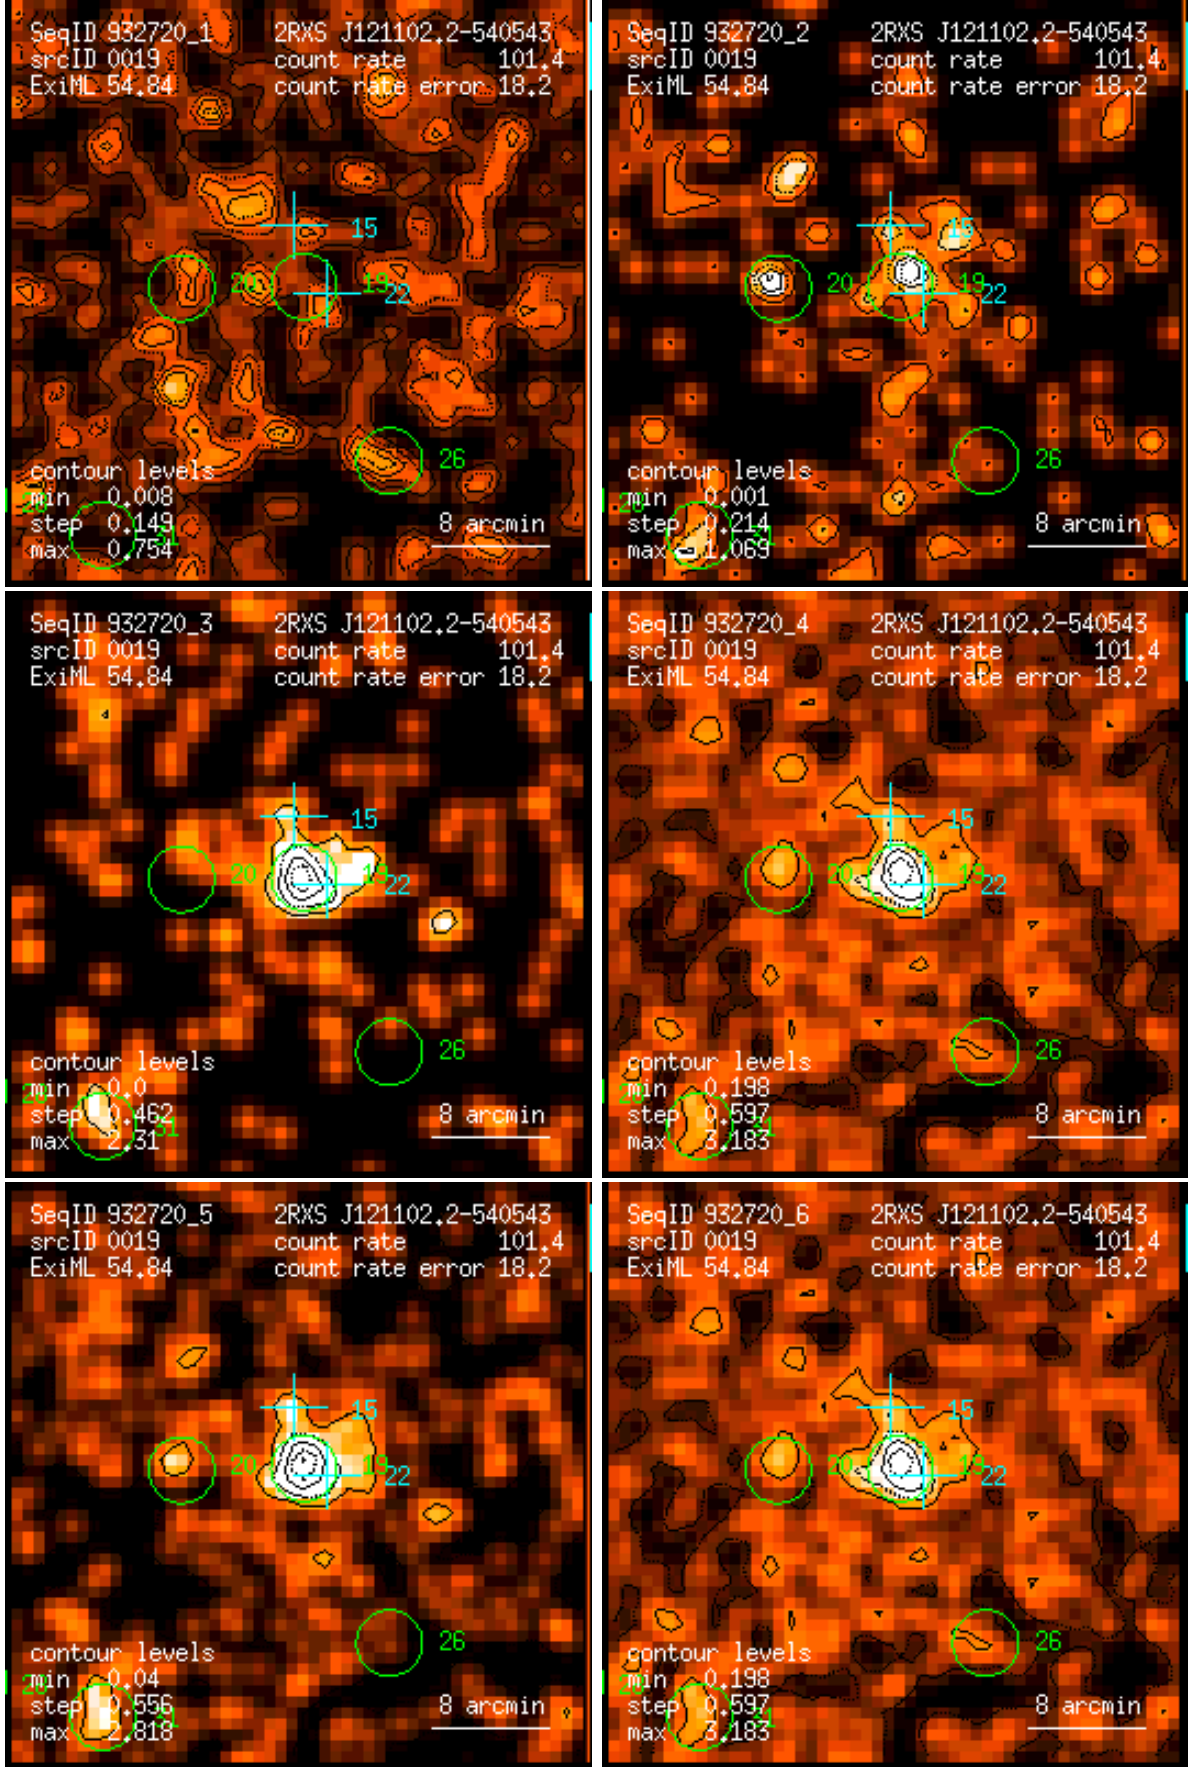 SeqID 932720_1 2RXS J121102.2-540543
srcID 0019 count rate 101.4
ExiML 54.84 count rate error 18.2
15
20 19 22
26
contour levels
min 0.008
step 0.149 8 arcmin
max 0.754 31
SeqID 932720_2 2RXS J121102.2-540543
srcID 0019 count rate 101.4
ExiML 54.84 count rate error 18.2
15
20 19 22
26
contour levels
min 0.001
step 0.214 8 arcmin
max 1.069 31
SeqID 932720_3 2RXS J121102.2-540543
srcID 0019 count rate 101.4
ExiML 54.84 count rate error 18.2
15
20 19 22
26
contour levels
min 0.0
step 0.462 8 arcmin
max 2.31 31
SeqID 932720_4 2RXS J121102.2-540543
srcID 0019 count rate 101.4
ExiML 54.84 count rate error 18.2
15
20 19 22
26
contour levels
min 0.198
step 0.597 8 arcmin
max 3.183 31
SeqID 932720_5 2RXS J121102.2-540543
srcID 0019 count rate 101.4
ExiML 54.84 count rate error 18.2
15
20 19 22
26
contour levels
min 0.04
step 0.556 8 arcmin
max 2.818 31
SeqID 932720_6 2RXS J121102.2-540543
srcID 0019 count rate 101.4
ExiML 54.84 count rate error 18.2
15
20 19 22
26
contour levels
min 0.198
step 0.597 8 arcmin
max 3.183 31